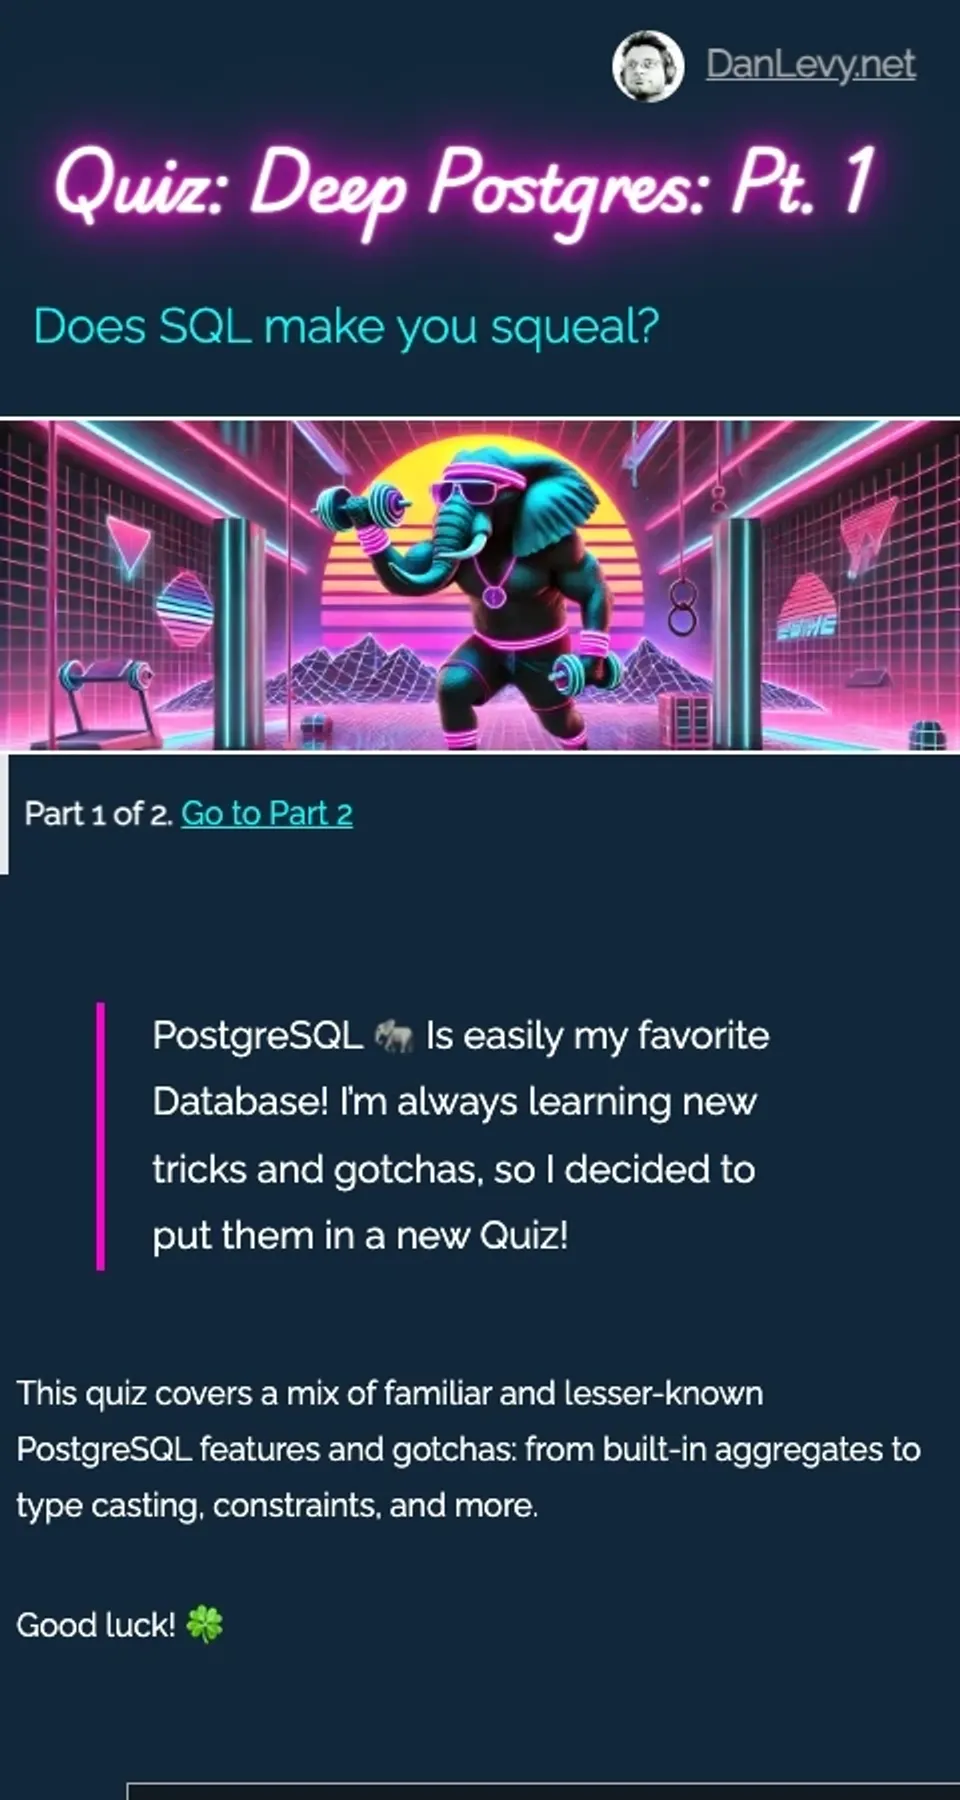 DanLevy.net
Quiz: Deep Postgres: Pt. 1
Does SQL make you squeal?
Part 1 of 2. Go to Part 2
PostgreSQL 🐘 Is easily my favorite
Database! I'm always learning new
tricks and gotchas, so I decided to
put them in a new Quiz!
This quiz covers a mix of familiar and lesser-known
PostgreSQL features and gotchas: from built-in aggregates to
type casting, constraints, and more.
Good luck! 🍀